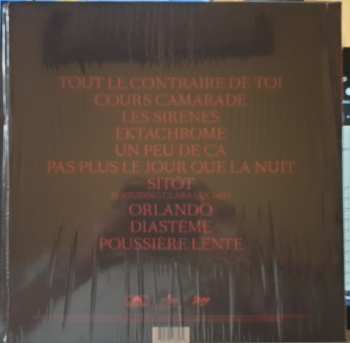 TOUT LE CONTRAIRE DE TOI
COURS CAMARADE
LES SIRÈNES
EKTACHROME
UN PEU DE ÇA
PAS PLUS LE JOUR QUE LA NUIT
SITÔT
ORLANDO
DIASTÈME
POUSSIÈRE LENTE